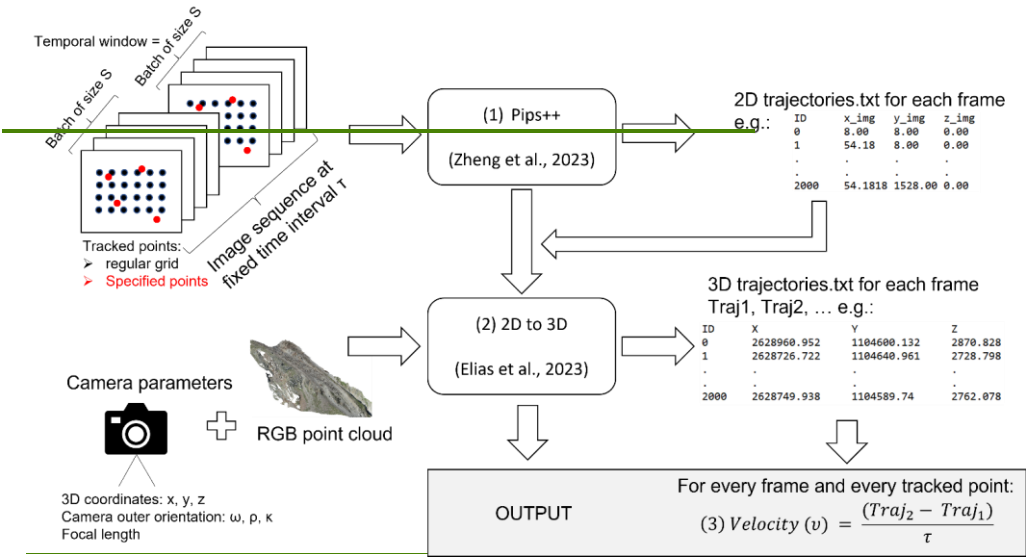 Temporal window =
Batch of size S
Batch of size S
Image sequence at
fixed time interval τ
Tracked points:
➢ regular grid
➢ Specified points
(1) Pips++
(Zheng et al., 2023)
2D trajectories.txt for each frame
e.g.:
ID x_img y_img z_img
0 8.00 8.00 0.00
1 54.18 8.00 0.00
. . . .
. . . .
2000 54.1818 1528.00 0.00
(2) 2D to 3D
(Elias et al., 2023)
3D trajectories.txt for each frame
Traj1, Traj2, … e.g.:
ID X Y Z
0 2628960.952 1104600.132 2870.828
1 2628726.722 1104640.961 2728.798
. . . .
. . . .
2000 2628749.938 1104589.74 2762.078
Camera parameters
RGB point cloud
3D coordinates: x, y, z
Camera outer orientation: ω, ρ, κ
Focal length
OUTPUT
For every frame and every tracked point:
(3) Velocity (v) = (Traj₂ − Traj₁) / τ